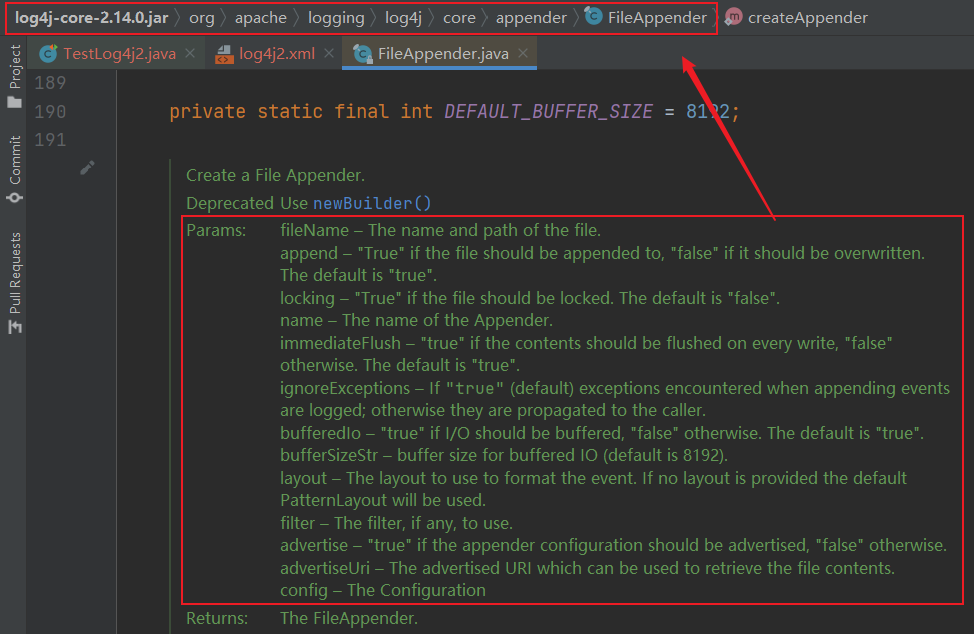 log4j-core-2.14.0.jar org apache logging log4j core appender FileAppender createAppender
TestLog4j2.java log4j2.xml FileAppender.java
Project
Commit
Pull Requests
189
190 private static final int DEFAULT_BUFFER_SIZE = 8192;
191
Create a File Appender.
Deprecated Use newBuilder()
Params: fileName – The name and path of the file.
append – "True" if the file should be appended to, "false" if it should be overwritten.
The default is "true".
locking – "True" if the file should be locked. The default is "false".
name – The name of the Appender.
immediateFlush – "true" if the contents should be flushed on every write, "false"
otherwise. The default is "true".
ignoreExceptions – If "true" (default) exceptions encountered when appending events
are logged; otherwise they are propagated to the caller.
bufferedIo – "true" if I/O should be buffered, "false" otherwise. The default is "true".
bufferSizeStr – buffer size for buffered IO (default is 8192).
layout – The layout to use to format the event. If no layout is provided the default
PatternLayout will be used.
filter – The filter, if any, to use.
advertise – "true" if the appender configuration should be advertised, "false" otherwise.
advertiseUri – The advertised URI which can be used to retrieve the file contents.
config – The Configuration
Returns: The FileAppender.